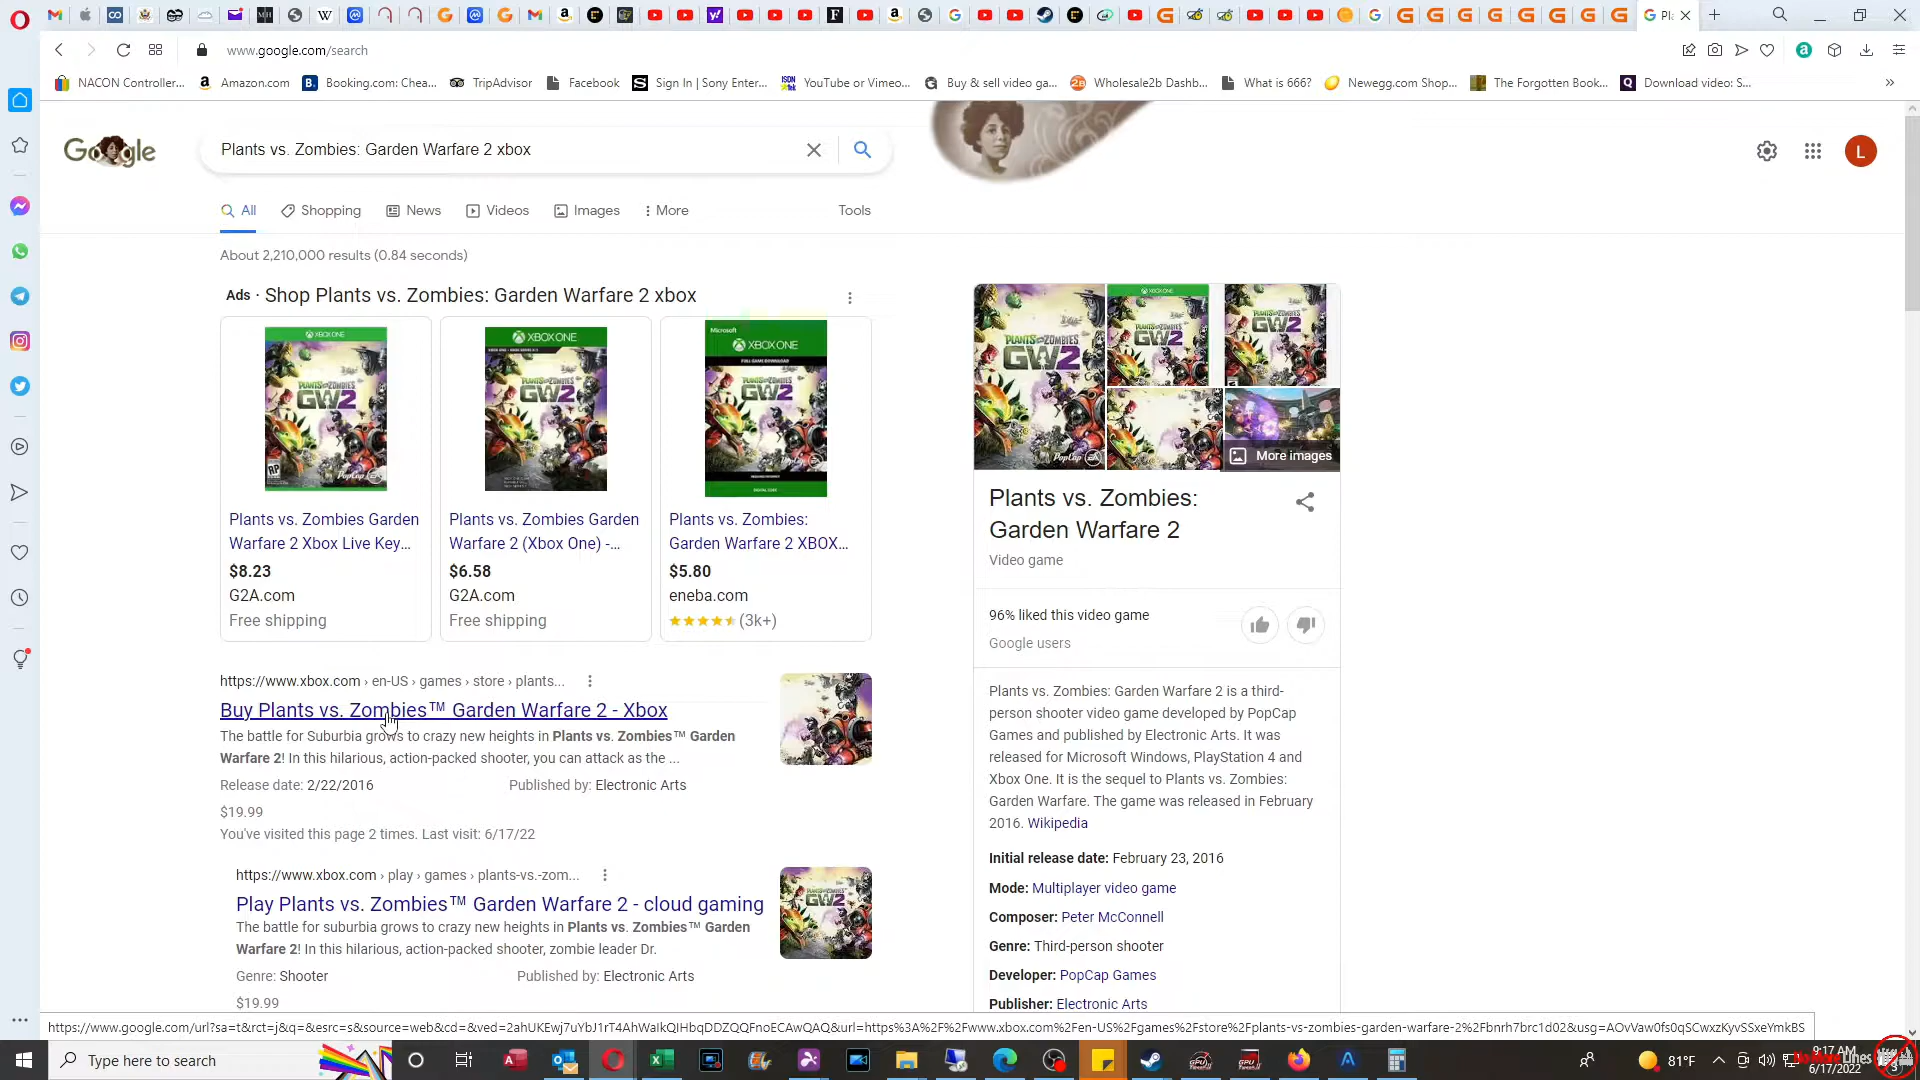 Pl
www.google.com/search
NACON Controller...
Amazon.com
Booking.com: Chea...
TripAdvisor
Facebook
Sign In | Sony Enter...
YouTube or Vimeo...
Buy & sell video ga...
Wholesale2b Dashb...
What is 666?
Newegg.com Shop...
The Forgotten Book...
Download video: S...
»
Google
Plants vs. Zombies: Garden Warfare 2 xbox
L
All
Shopping
News
Videos
Images
More
Tools
About 2,210,000 results (0.84 seconds)
Ads · Shop Plants vs. Zombies: Garden Warfare 2 xbox
Plants vs. Zombies Garden
Warfare 2 Xbox Live Key...
$8.23
G2A.com
Free shipping
Plants vs. Zombies Garden
Warfare 2 (Xbox One) -...
$6.58
G2A.com
Free shipping
Plants vs. Zombies:
Garden Warfare 2 XBOX...
$5.80
eneba.com
(3k+)
https://www.xbox.com › en-US › games › store › plants...
Buy Plants vs. Zombies™ Garden Warfare 2 - Xbox
The battle for Suburbia grows to crazy new heights in Plants vs. Zombies™ Garden
Warfare 2! In this hilarious, action-packed shooter, you can attack as the ...
Release date: 2/22/2016
Published by: Electronic Arts
$19.99
You've visited this page 2 times. Last visit: 6/17/22
https://www.xbox.com › play › games › plants-vs.-zom...
Play Plants vs. Zombies™ Garden Warfare 2 - cloud gaming
The battle for suburbia grows to crazy new heights in Plants vs. Zombies™ Garden
Warfare 2! In this hilarious, action-packed shooter, zombie leader Dr.
Genre: Shooter
Published by: Electronic Arts
$19.99
More images
Plants vs. Zombies:
Garden Warfare 2
Video game
96% liked this video game
Google users
Plants vs. Zombies: Garden Warfare 2 is a third-
person shooter video game developed by PopCap
Games and published by Electronic Arts. It was
released for Microsoft Windows, PlayStation 4 and
Xbox One. It is the sequel to Plants vs. Zombies:
Garden Warfare. The game was released in February
2016. Wikipedia
Initial release date: February 23, 2016
Mode: Multiplayer video game
Composer: Peter McConnell
Genre: Third-person shooter
Developer: PopCap Games
Publisher: Electronic Arts
Type here to search
81°F
9:17 AM
6/17/2022